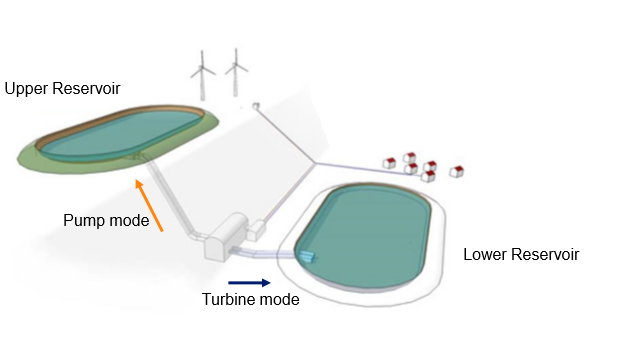 Upper Reservoir
Pump mode
Lower Reservoir
Turbine mode